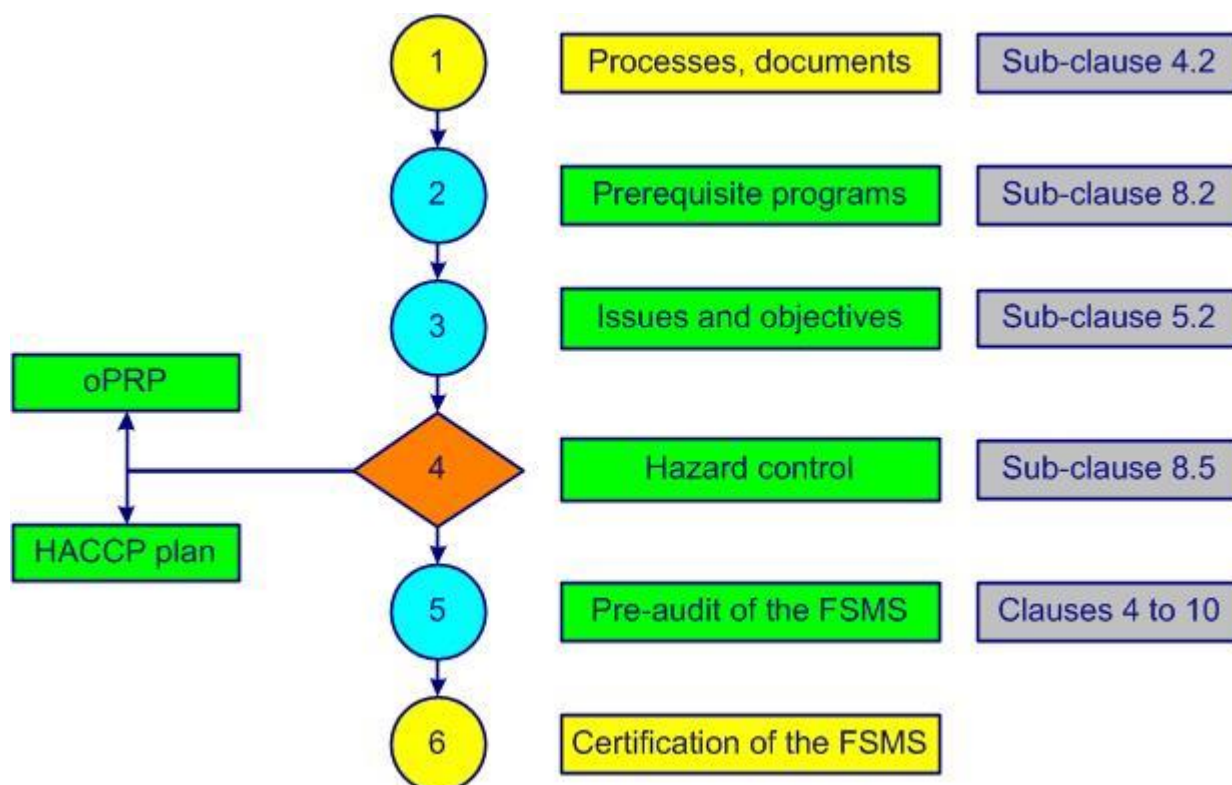 1
Processes, documents
Sub-clause 4.2
2
Prerequisite programs
Sub-clause 8.2
3
Issues and objectives
Sub-clause 5.2
oPRP
4
Hazard control
Sub-clause 8.5
HACCP plan
5
Pre-audit of the FSMS
Clauses 4 to 10
6
Certification of the FSMS